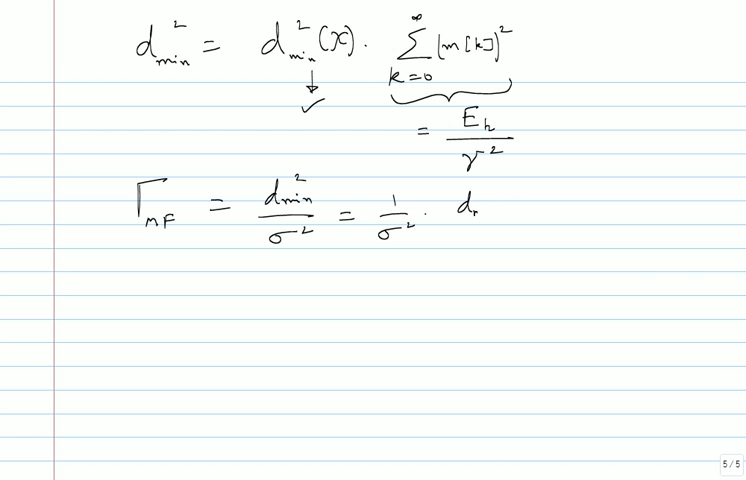 d²min = d²min(X) · ∑_{k=0}^{∞} |m[k]|²
↓
✓
= E_h / γ²
Γ_MF = d²min / σ² = 1 / σ² · d
5 / 5